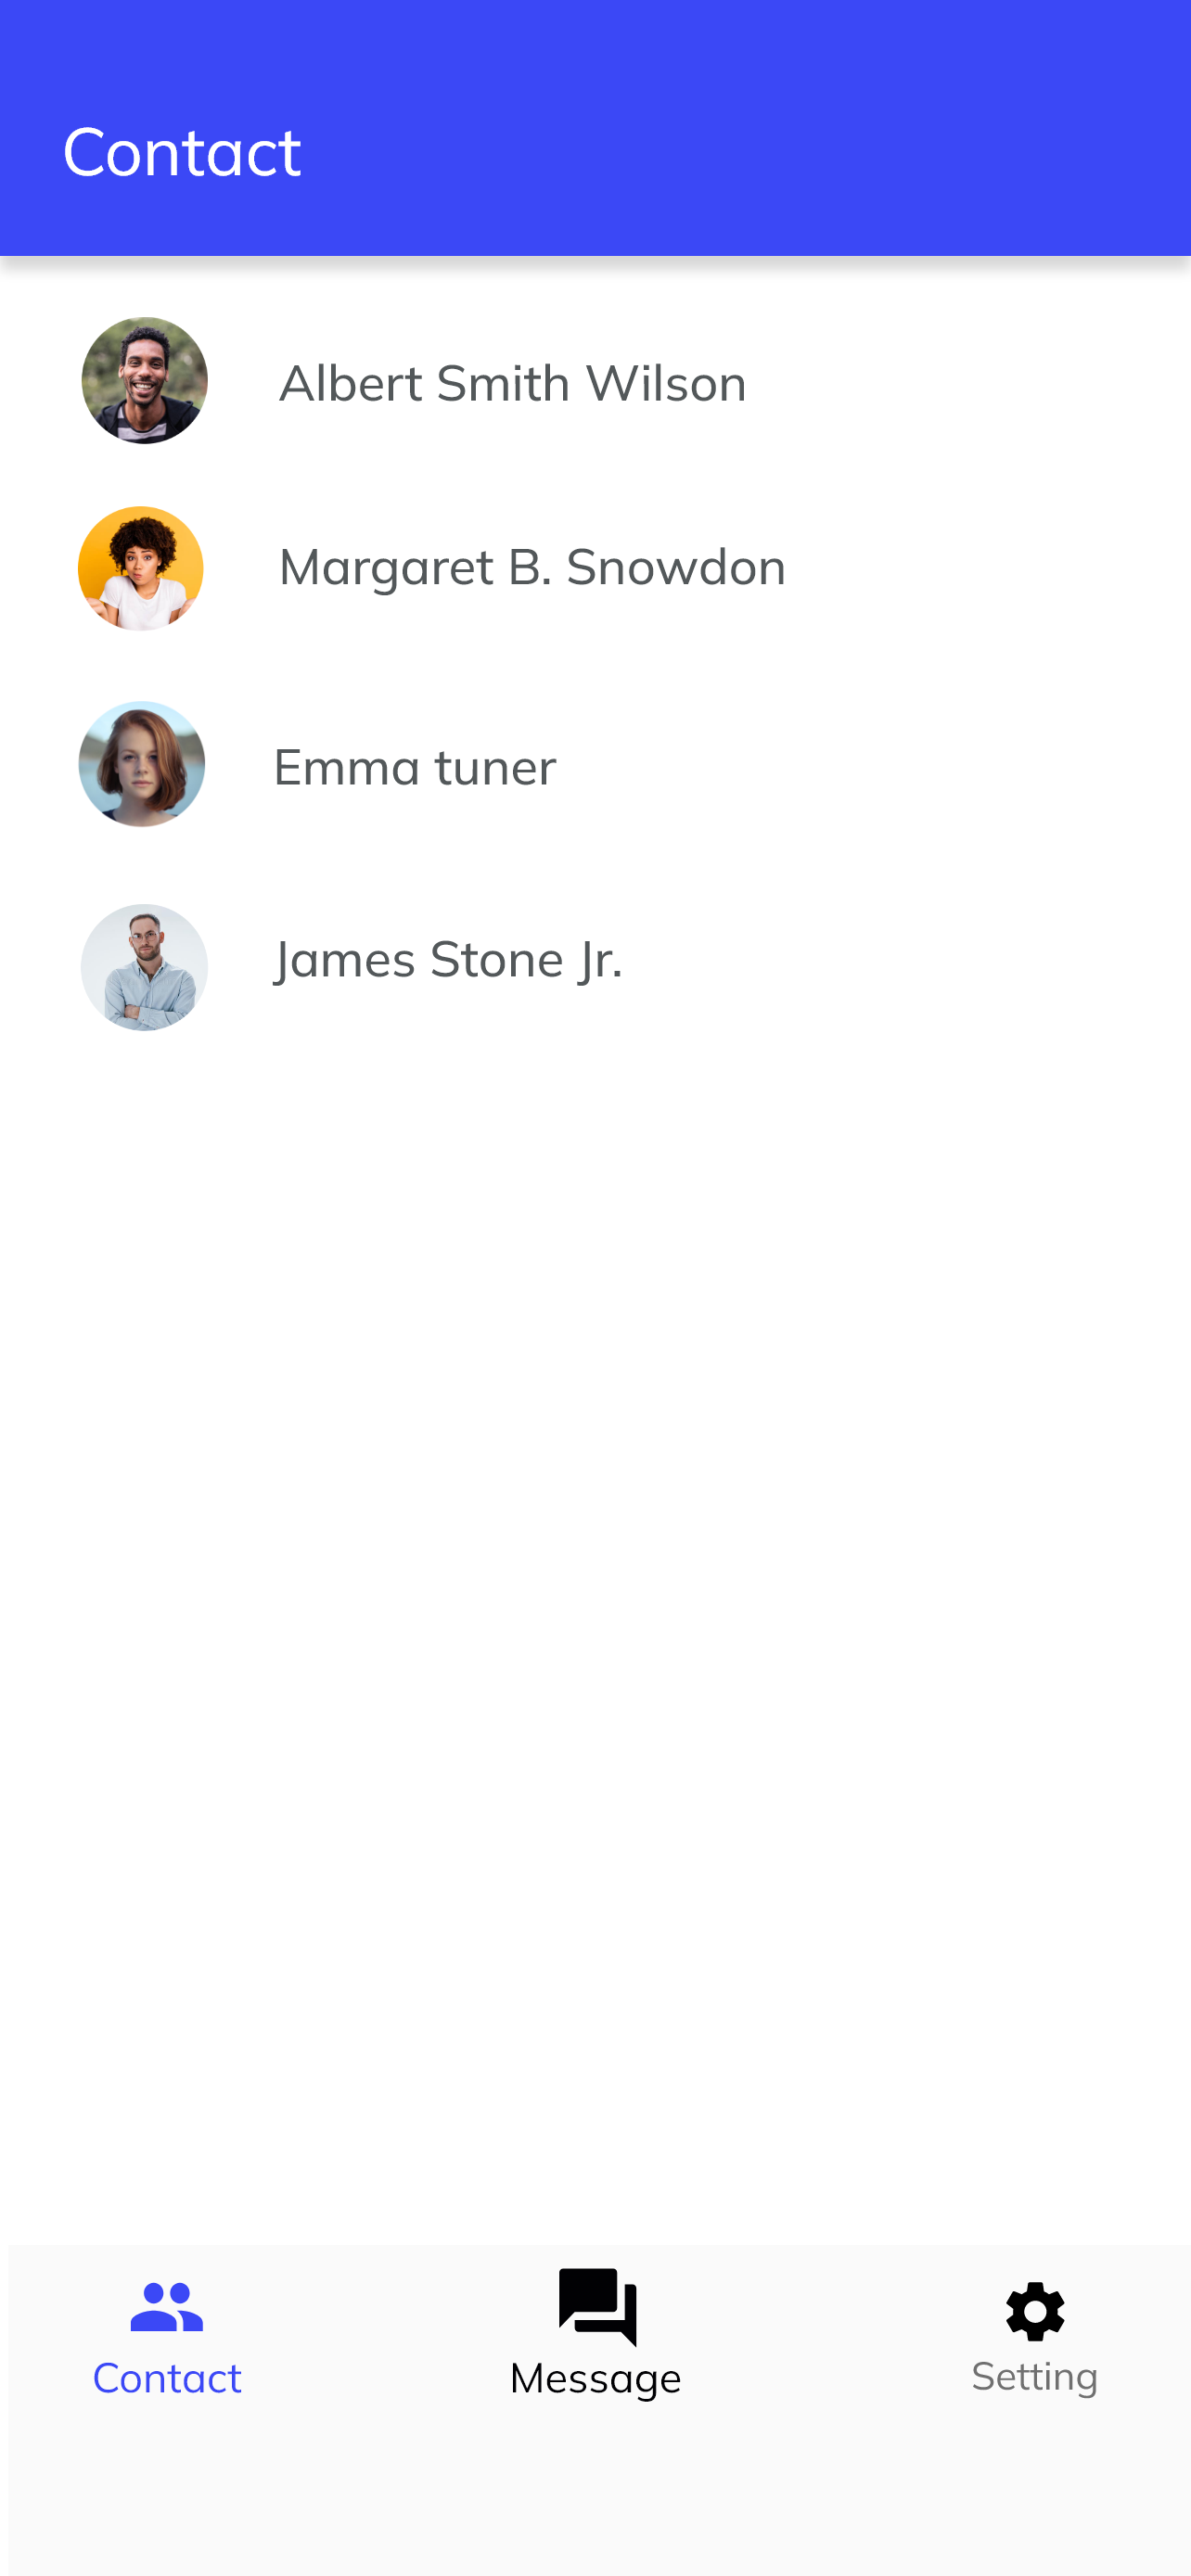 Contact
Albert Smith Wilson
Margaret B. Snowdon
Emma tuner
James Stone Jr.
Contact
Message
Setting